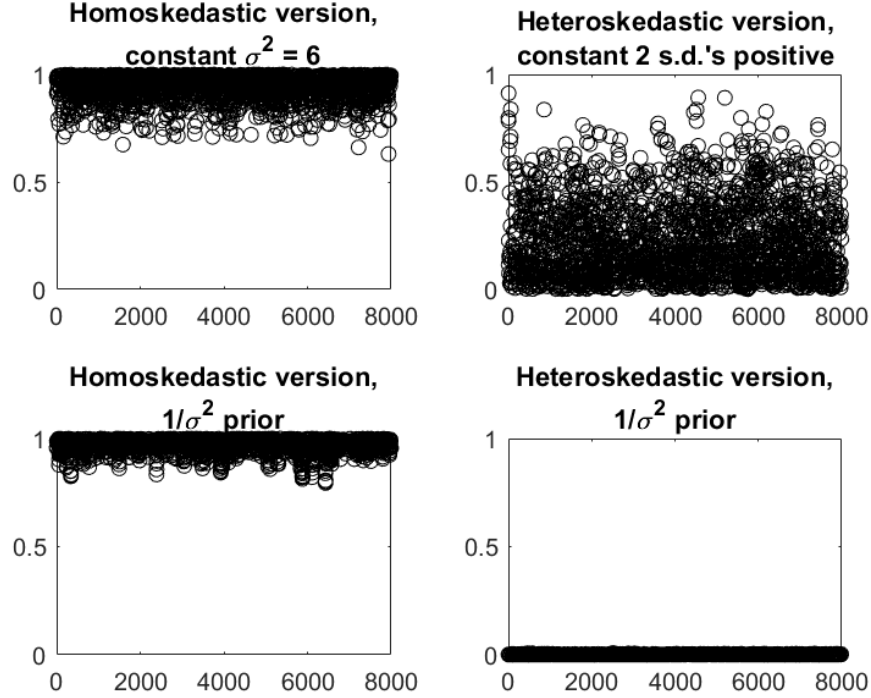 Homoskedastic version,
constant σ² = 6
1
0.5
0
0 2000 4000 6000 8000
Heteroskedastic version,
constant 2 s.d.'s positive
1
0.5
0
0 2000 4000 6000 8000
Homoskedastic version,
1/σ² prior
1
0.5
0
0 2000 4000 6000 8000
Heteroskedastic version,
1/σ² prior
1
0.5
0
0 2000 4000 6000 8000